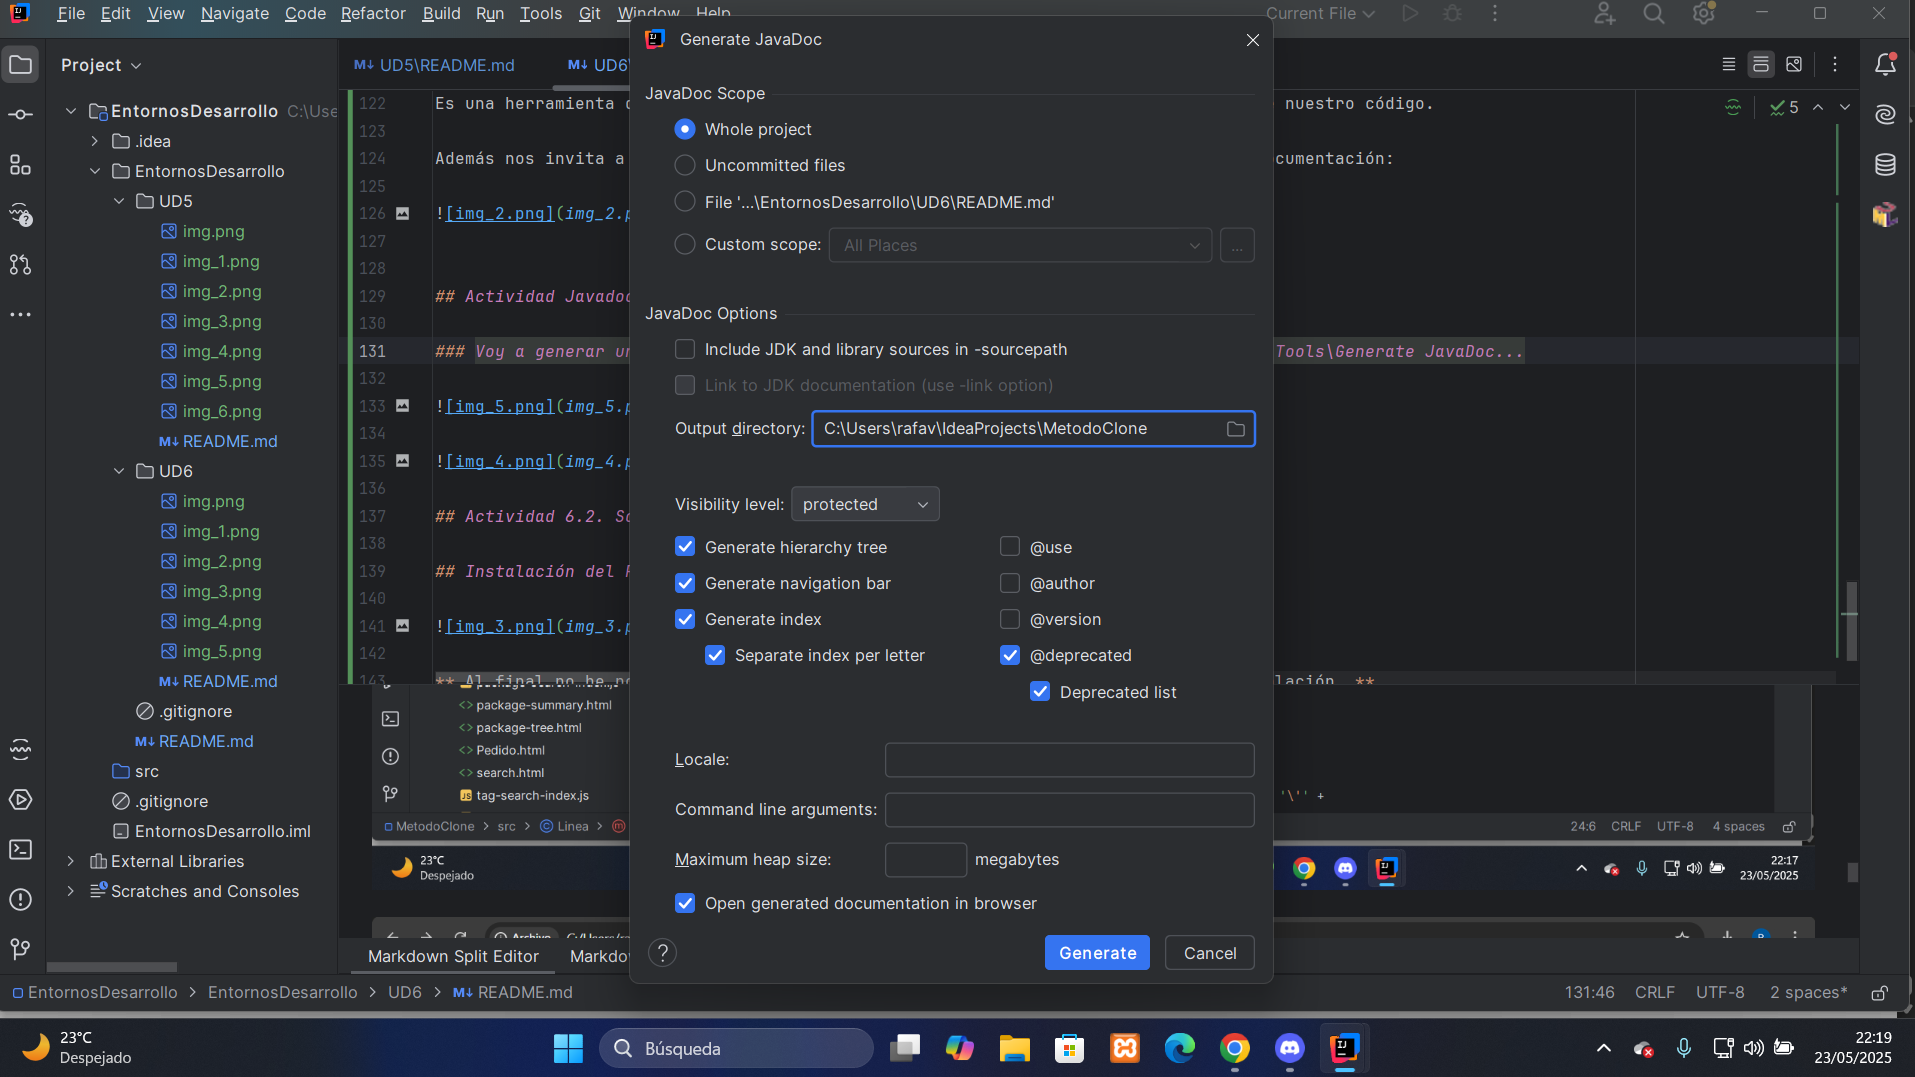 File Edit View Navigate Code Refactor Build Run Tools Git Window Help
Current File
Generate JavaDoc
Project
UD5\README.md
UD6\
EntornosDesarrollo C:\Use
.idea
EntornosDesarrollo
UD5
img.png
img_1.png
img_2.png
img_3.png
img_4.png
img_5.png
img_6.png
README.md
UD6
img.png
img_1.png
img_2.png
img_3.png
img_4.png
img_5.png
README.md
.gitignore
README.md
src
.gitignore
EntornosDesarrollo.iml
External Libraries
Scratches and Consoles
122 Es una herramienta nuestro código.
123
124 Además nos invita a cumentación:
125
126 ![img_2.png](img_2.p
127
128
129 ## Actividad Javadoc
130
131 ### Voy a generar un Tools\Generate JavaDoc...
132
133 ![img_5.png](img_5.p
134
135 ![img_4.png](img_4.p
136
137 ## Actividad 6.2. So
138
139 ## Instalación del P
140
141 ![img_3.png](img_3.p
142
143 ** Al final no he po lación. **
5
JavaDoc Scope
Whole project
Uncommitted files
File '...\EntornosDesarrollo\UD6\README.md'
Custom scope: All Places ...
JavaDoc Options
Include JDK and library sources in -sourcepath
Link to JDK documentation (use -link option)
Output directory: C:\Users\rafav\IdeaProjects\MetodoClone
Visibility level: protected
Generate hierarchy tree
@use
Generate navigation bar
@author
Generate index
@version
Separate index per letter
@deprecated
Deprecated list
Locale:
Command line arguments:
Maximum heap size: megabytes
Open generated documentation in browser
? Generate Cancel
package-search-index.js
package-summary.html
package-tree.html
Pedido.html
search.html
tag-search-index.js
'\'' +
MetodoClone > src > Linea >
24:6 CRLF UTF-8 4 spaces
23°C
Despejado
22:17
23/05/2025
Archivo
Markdown Split Editor Markdo
EntornosDesarrollo > EntornosDesarrollo > UD6 > README.md
131:46 CRLF UTF-8 2 spaces*
23°C
Despejado
Búsqueda
22:19
23/05/2025